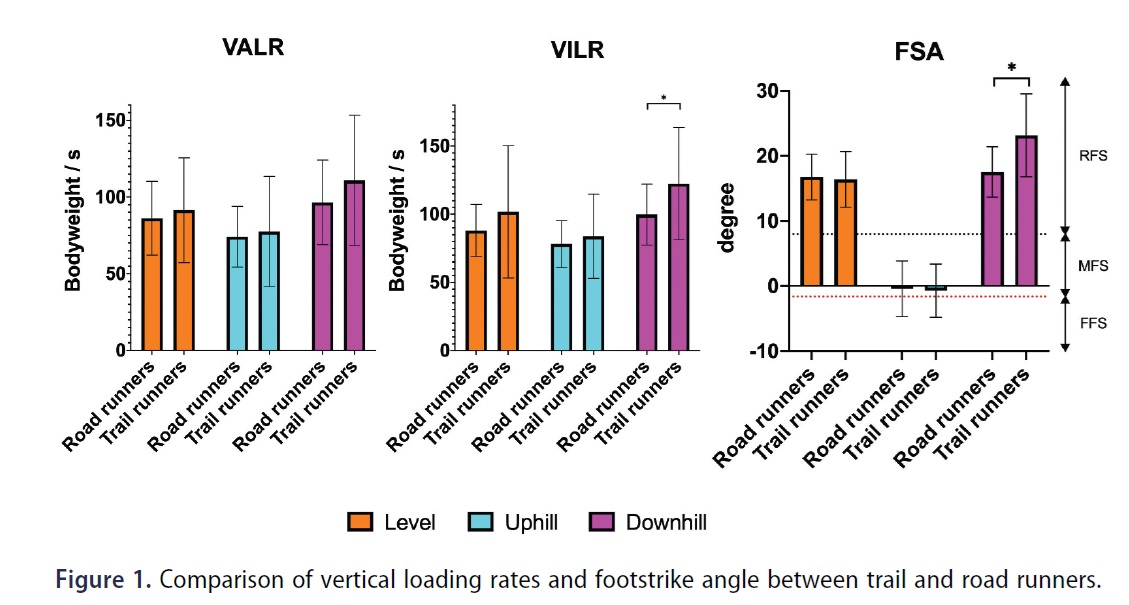 VALR
VILR
FSA
Bodyweight / s
150
100
50
0
Road runners
Trail runners
Road runners
Trail runners
Road runners
Trail runners
Bodyweight / s
150
100
50
0
*
Road runners
Trail runners
Road runners
Trail runners
Road runners
Trail runners
degree
30
20
10
0
-10
*
RFS
MFS
FFS
Road runners
Trail runners
Road runners
Trail runners
Road runners
Trail runners
Level Uphill Downhill
Figure 1. Comparison of vertical loading rates and footstrike angle between trail and road runners.